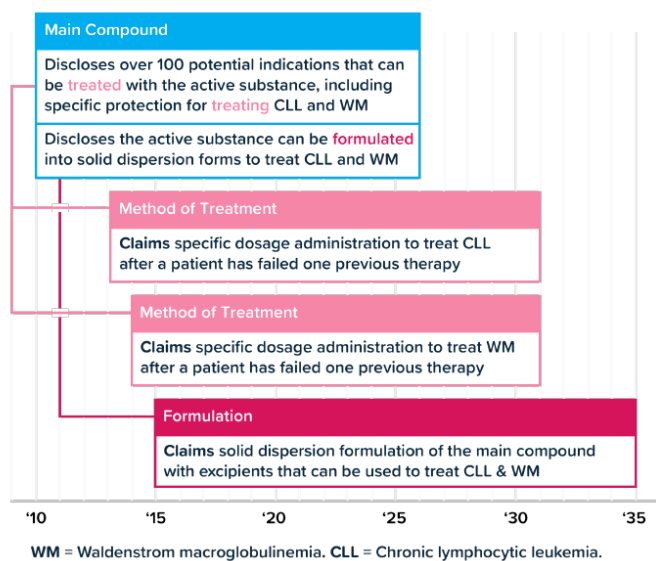 Main Compound
Discloses over 100 potential indications that can
be treated with the active substance, including
specific protection for treating CLL and WM
Discloses the active substance can be formulated
into solid dispersion forms to treat CLL and WM
Method of Treatment
Claims specific dosage administration to treat CLL
after a patient has failed one previous therapy
Method of Treatment
Claims specific dosage administration to treat WM
after a patient has failed one previous therapy
Formulation
Claims solid dispersion formulation of the main compound
with excipients that can be used to treat CLL & WM
‘10 ‘15 ‘20 ‘25 ‘30 ‘35
WM = Waldenstrom macroglobulinemia. CLL = Chronic lymphocytic leukemia.